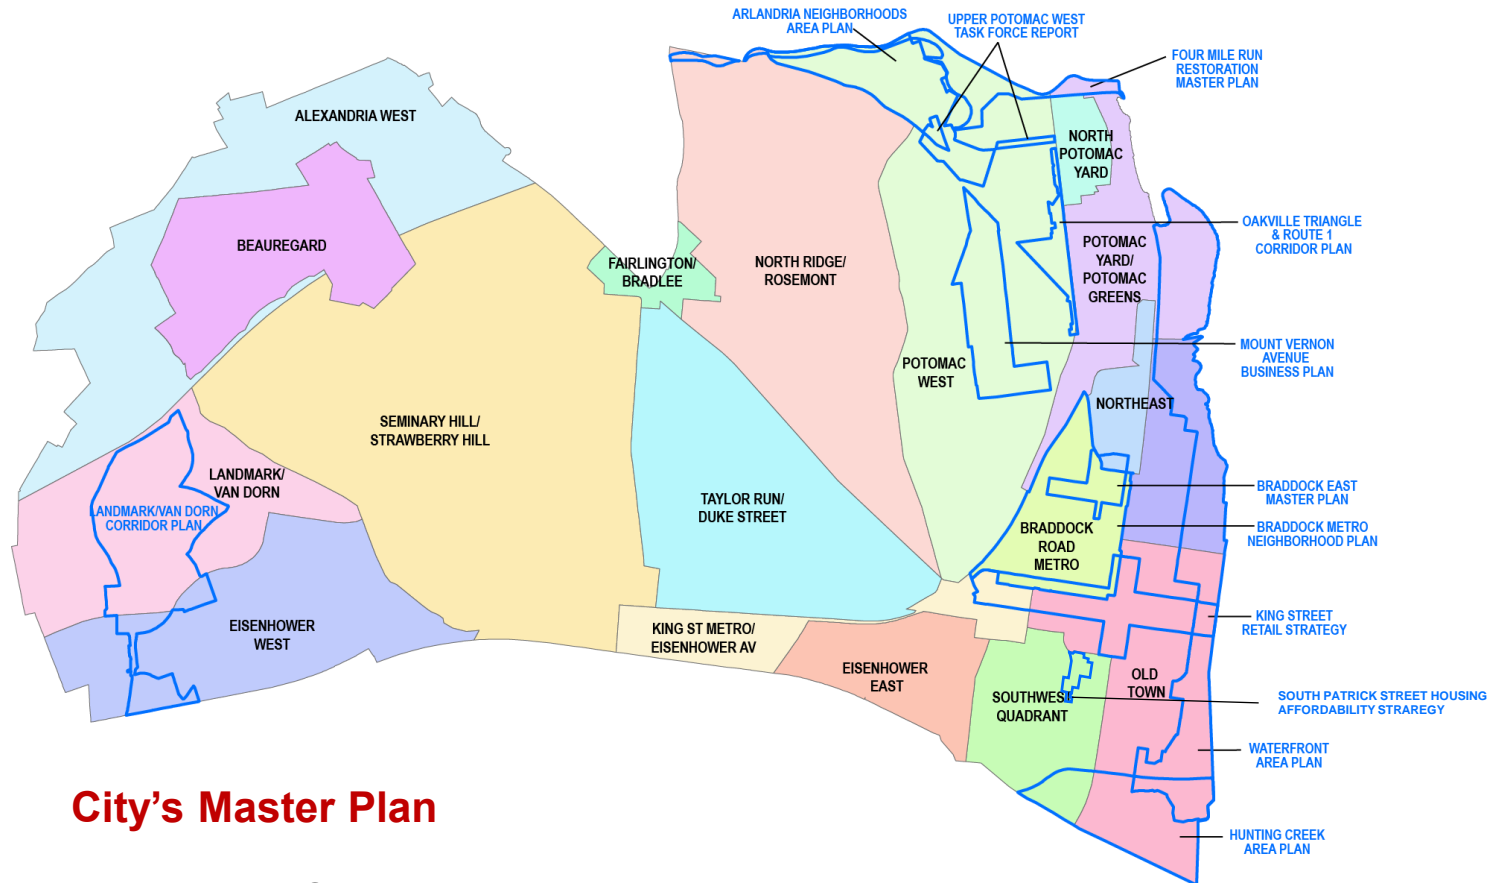 ARLANDRIA NEIGHBORHOODS
AREA PLAN
UPPER POTOMAC WEST
TASK FORCE REPORT
FOUR MILE RUN
RESTORATION
MASTER PLAN
ALEXANDRIA WEST
NORTH
POTOMAC
YARD
BEAUREGARD
FAIRLINGTON/
BRADLEE
NORTH RIDGE/
ROSEMONT
POTOMAC
YARD/
POTOMAC
GREENS
OAKVILLE TRIANGLE
& ROUTE 1
CORRIDOR PLAN
MOUNT VERNON
AVENUE
BUSINESS PLAN
POTOMAC
WEST
NORTHEAST
SEMINARY HILL/
STRAWBERRY HILL
LANDMARK/
VAN DORN
LANDMARK/VAN DORN
CORRIDOR PLAN
TAYLOR RUN/
DUKE STREET
BRADDOCK EAST
MASTER PLAN
BRADDOCK
ROAD
METRO
BRADDOCK METRO
NEIGHBORHOOD PLAN
EISENHOWER
WEST
KING ST METRO/
EISENHOWER AV
KING STREET
RETAIL STRATEGY
EISENHOWER
EAST
SOUTHWEST
QUADRANT
OLD
TOWN
SOUTH PATRICK STREET HOUSING
AFFORDABILITY STRAREGY
WATERFRONT
AREA PLAN
City’s Master Plan
HUNTING CREEK
AREA PLAN